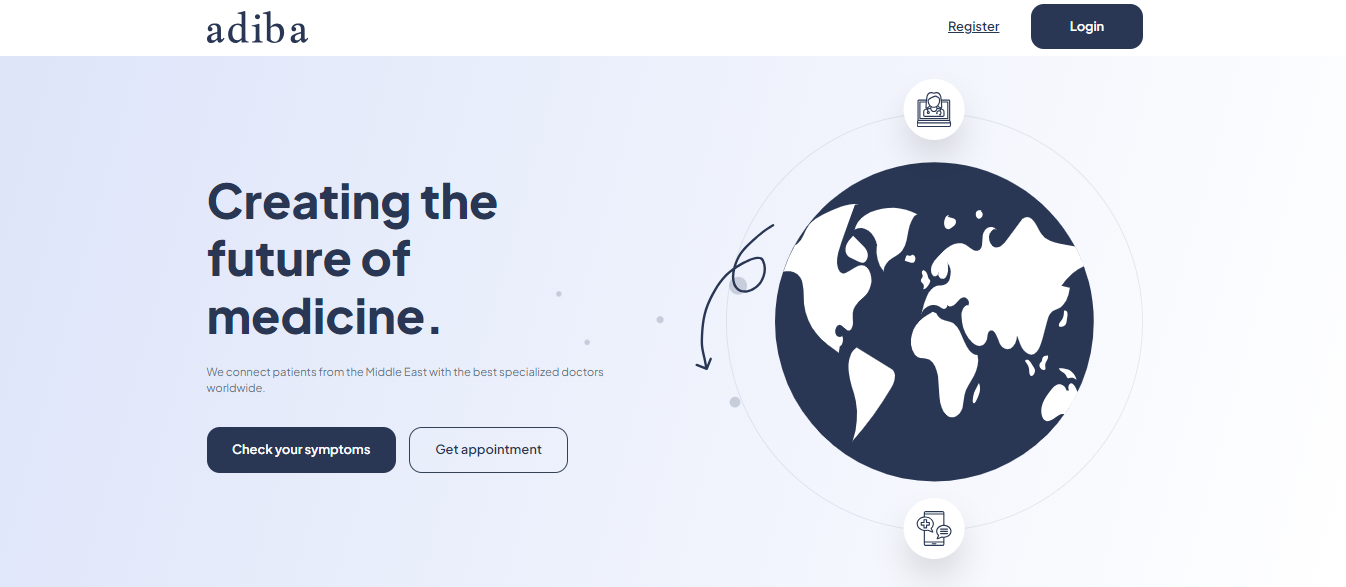 adiba
Register
Login
Creating the
future of
medicine.
We connect patients from the Middle East with the best specialized doctors
worldwide.
Check your symptoms
Get appointment